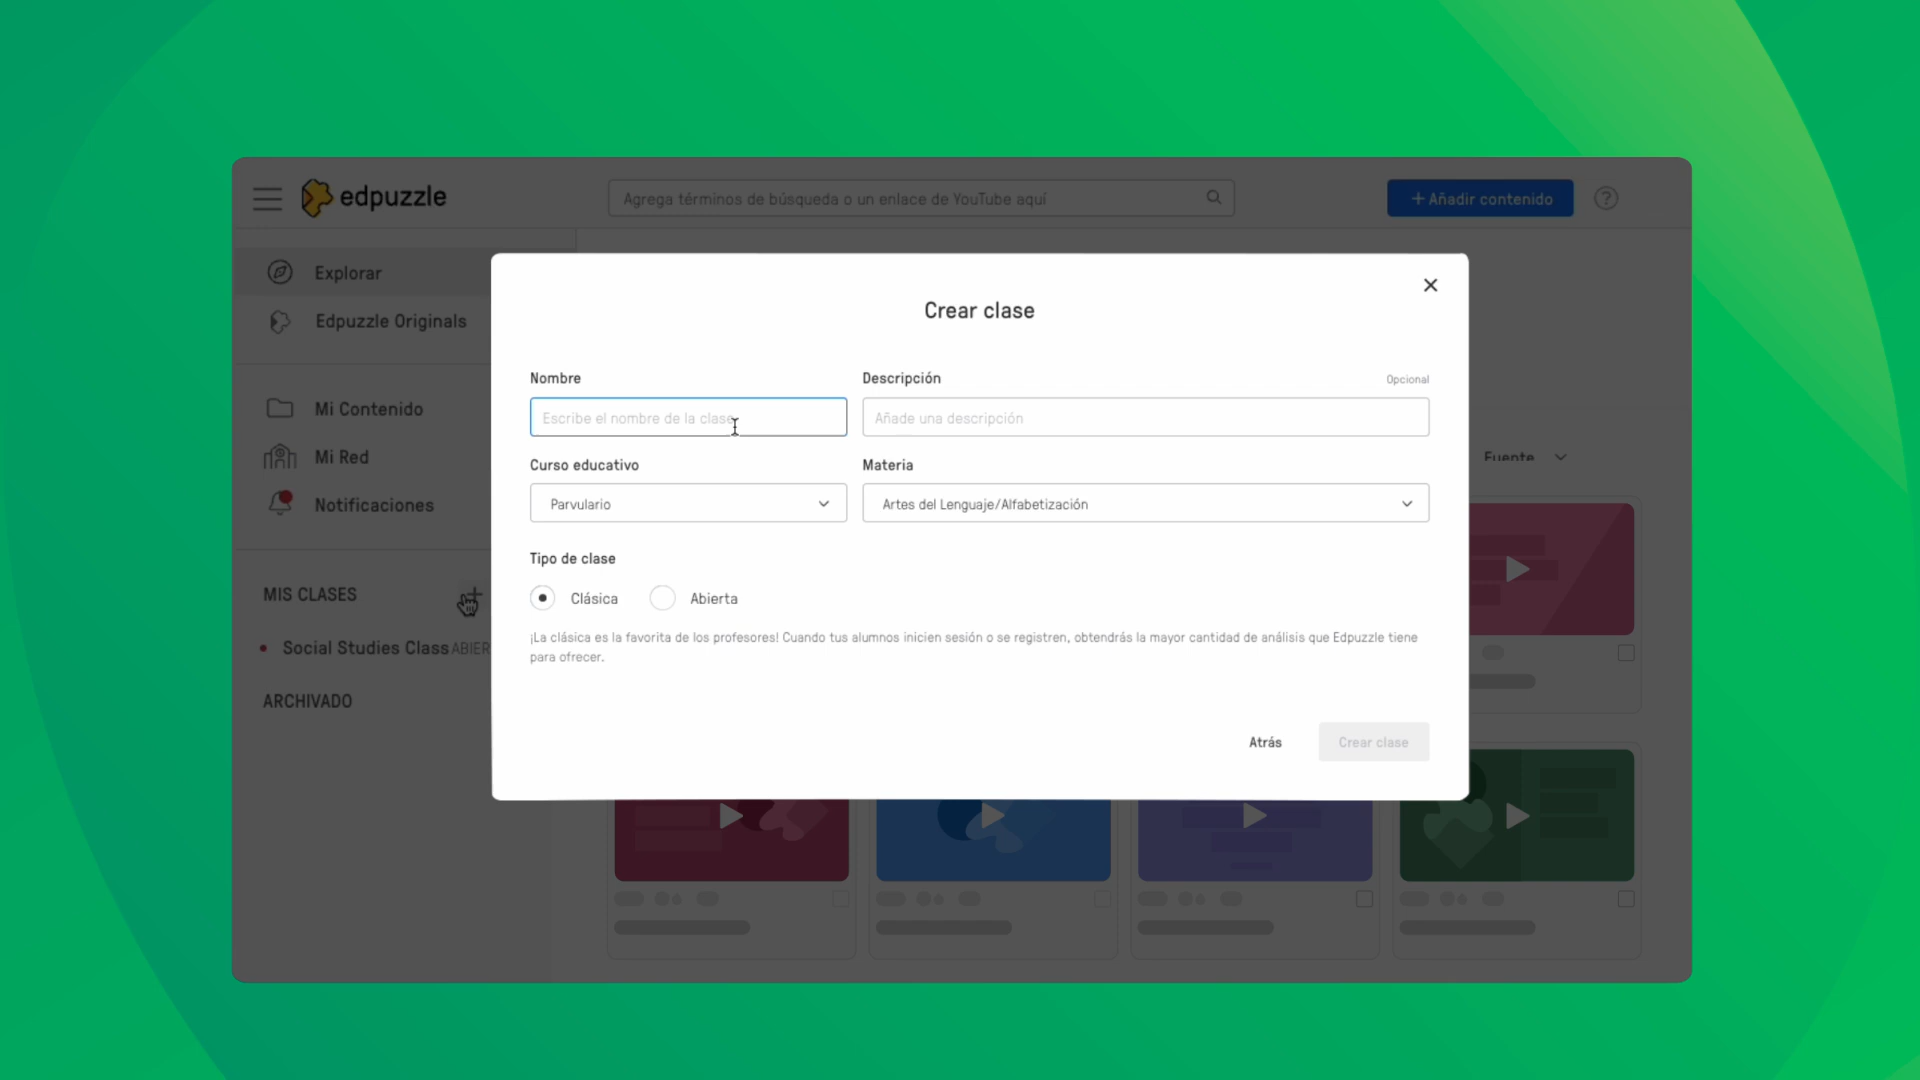 edpuzzle
Agrega términos de búsqueda o un enlace de YouTube aquí
+ Añadir contenido
?
Explorar
Edpuzzle Originals
Mi Contenido
Mi Red
Notificaciones
MIS CLASES
Social Studies Class ABIER
ARCHIVADO
Fuente
Crear clase
Nombre
Descripción
Opcional
Escribe el nombre de la clase
Añade una descripción
Curso educativo
Materia
Parvulario
Artes del Lenguaje/Alfabetización
Tipo de clase
Clásica
Abierta
¡La clásica es la favorita de los profesores! Cuando tus alumnos inicien sesión o se registren, obtendrás la mayor cantidad de análisis que Edpuzzle tiene
para ofrecer.
Atrás
Crear clase